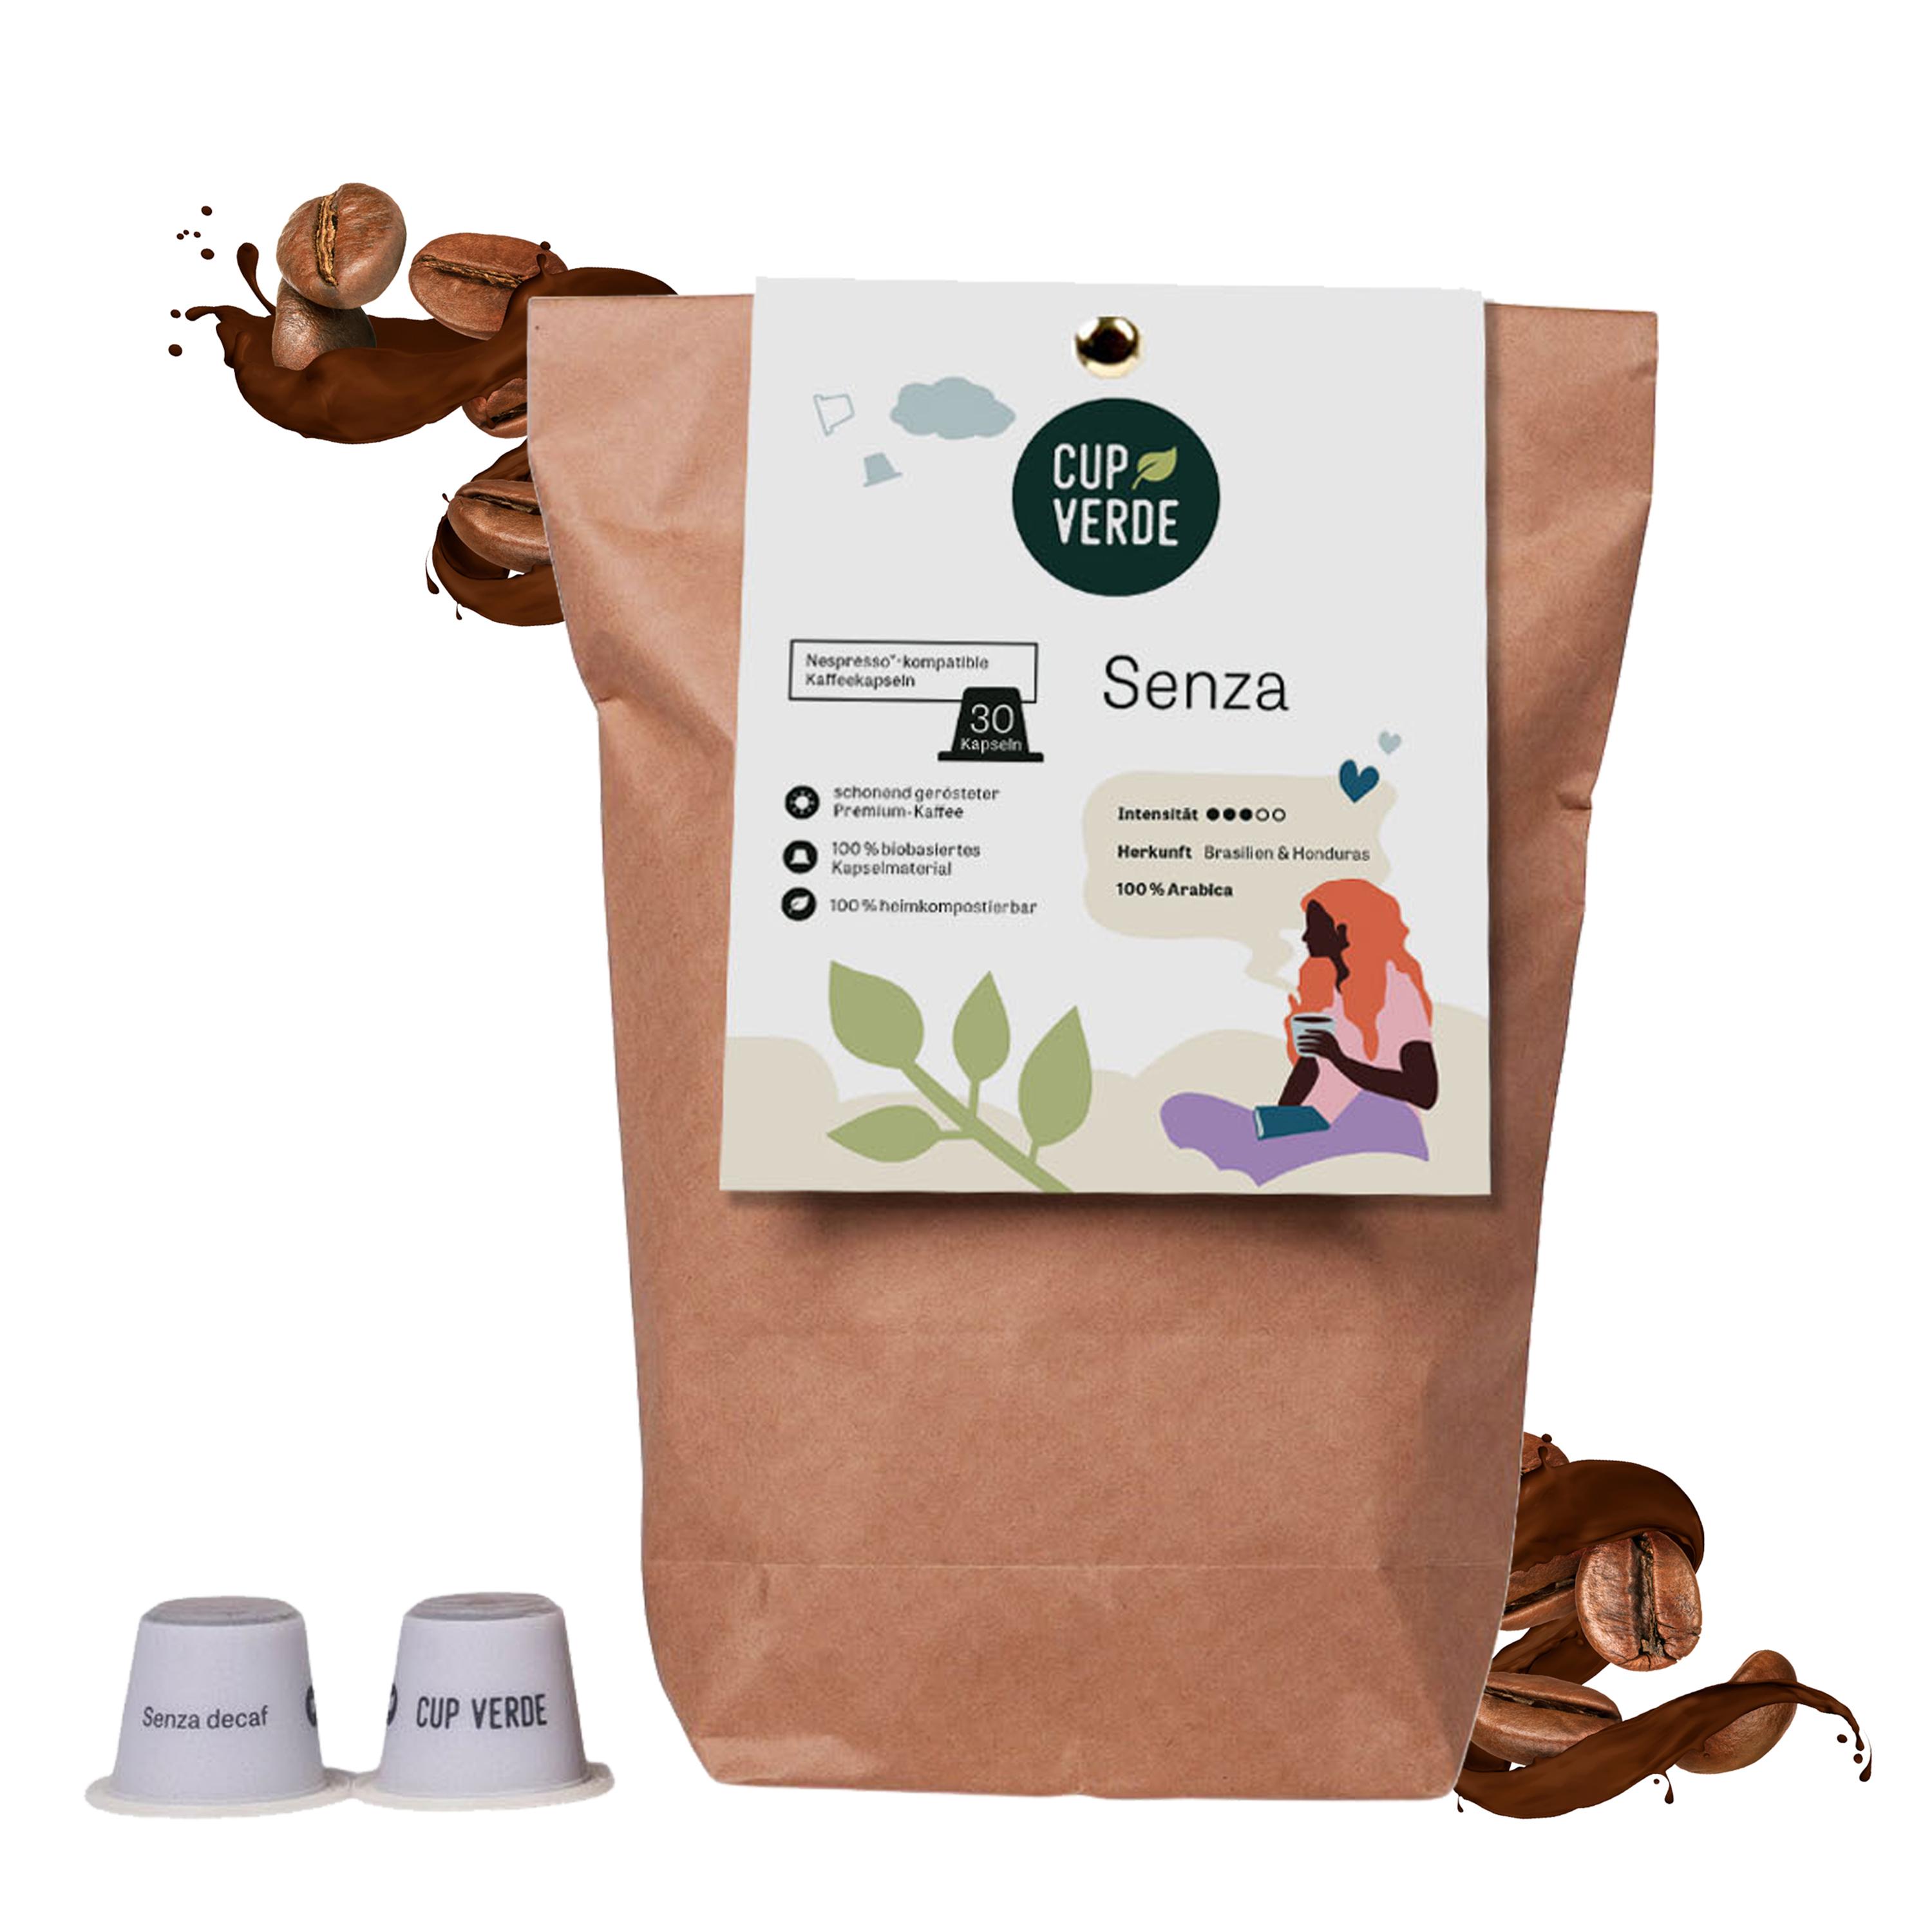 CUP
VERDE
Nespresso*-kompatible
Kaffeekapseln
30
Kapseln
Senza
schonend gerösteter
Premium-Kaffee
100 % biobasiertes
Kapselmaterial
100 % heimkompostierbar
Intensität
Herkunft Brasilien & Honduras
100 % Arabica
Senza decaf
CUP VERDE